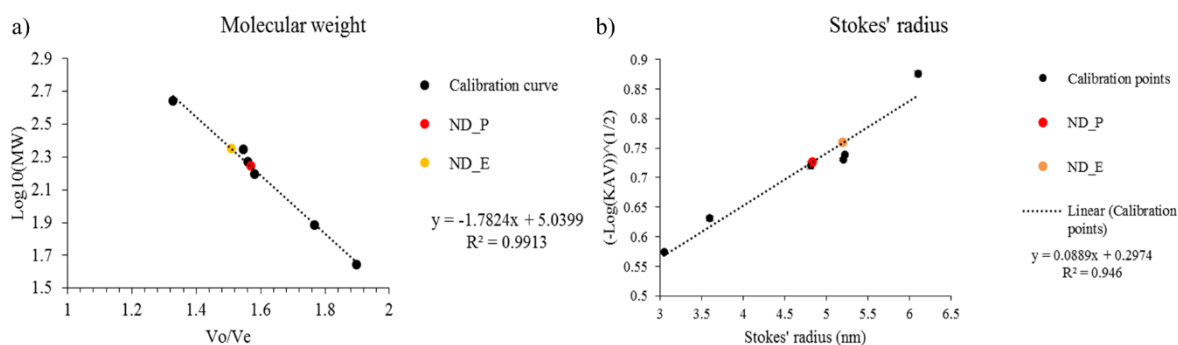 a)
Molecular weight
Log10(MW)
2.9
2.7
2.5
2.3
2.1
1.9
1.7
1.5
1
1.2
1.4
1.6
1.8
2
Vo/Ve
Calibration curve
ND_P
ND_E
y = -1.7824x + 5.0399
R² = 0.9913
b)
Stokes' radius
(-Log(KAV))^(1/2)
0.9
0.85
0.8
0.75
0.7
0.65
0.6
0.55
0.5
3
3.5
4
4.5
5
5.5
6
6.5
Stokes' radius (nm)
Calibration points
ND_P
ND_E
Linear (Calibration
points)
y = 0.0889x + 0.2974
R² = 0.946